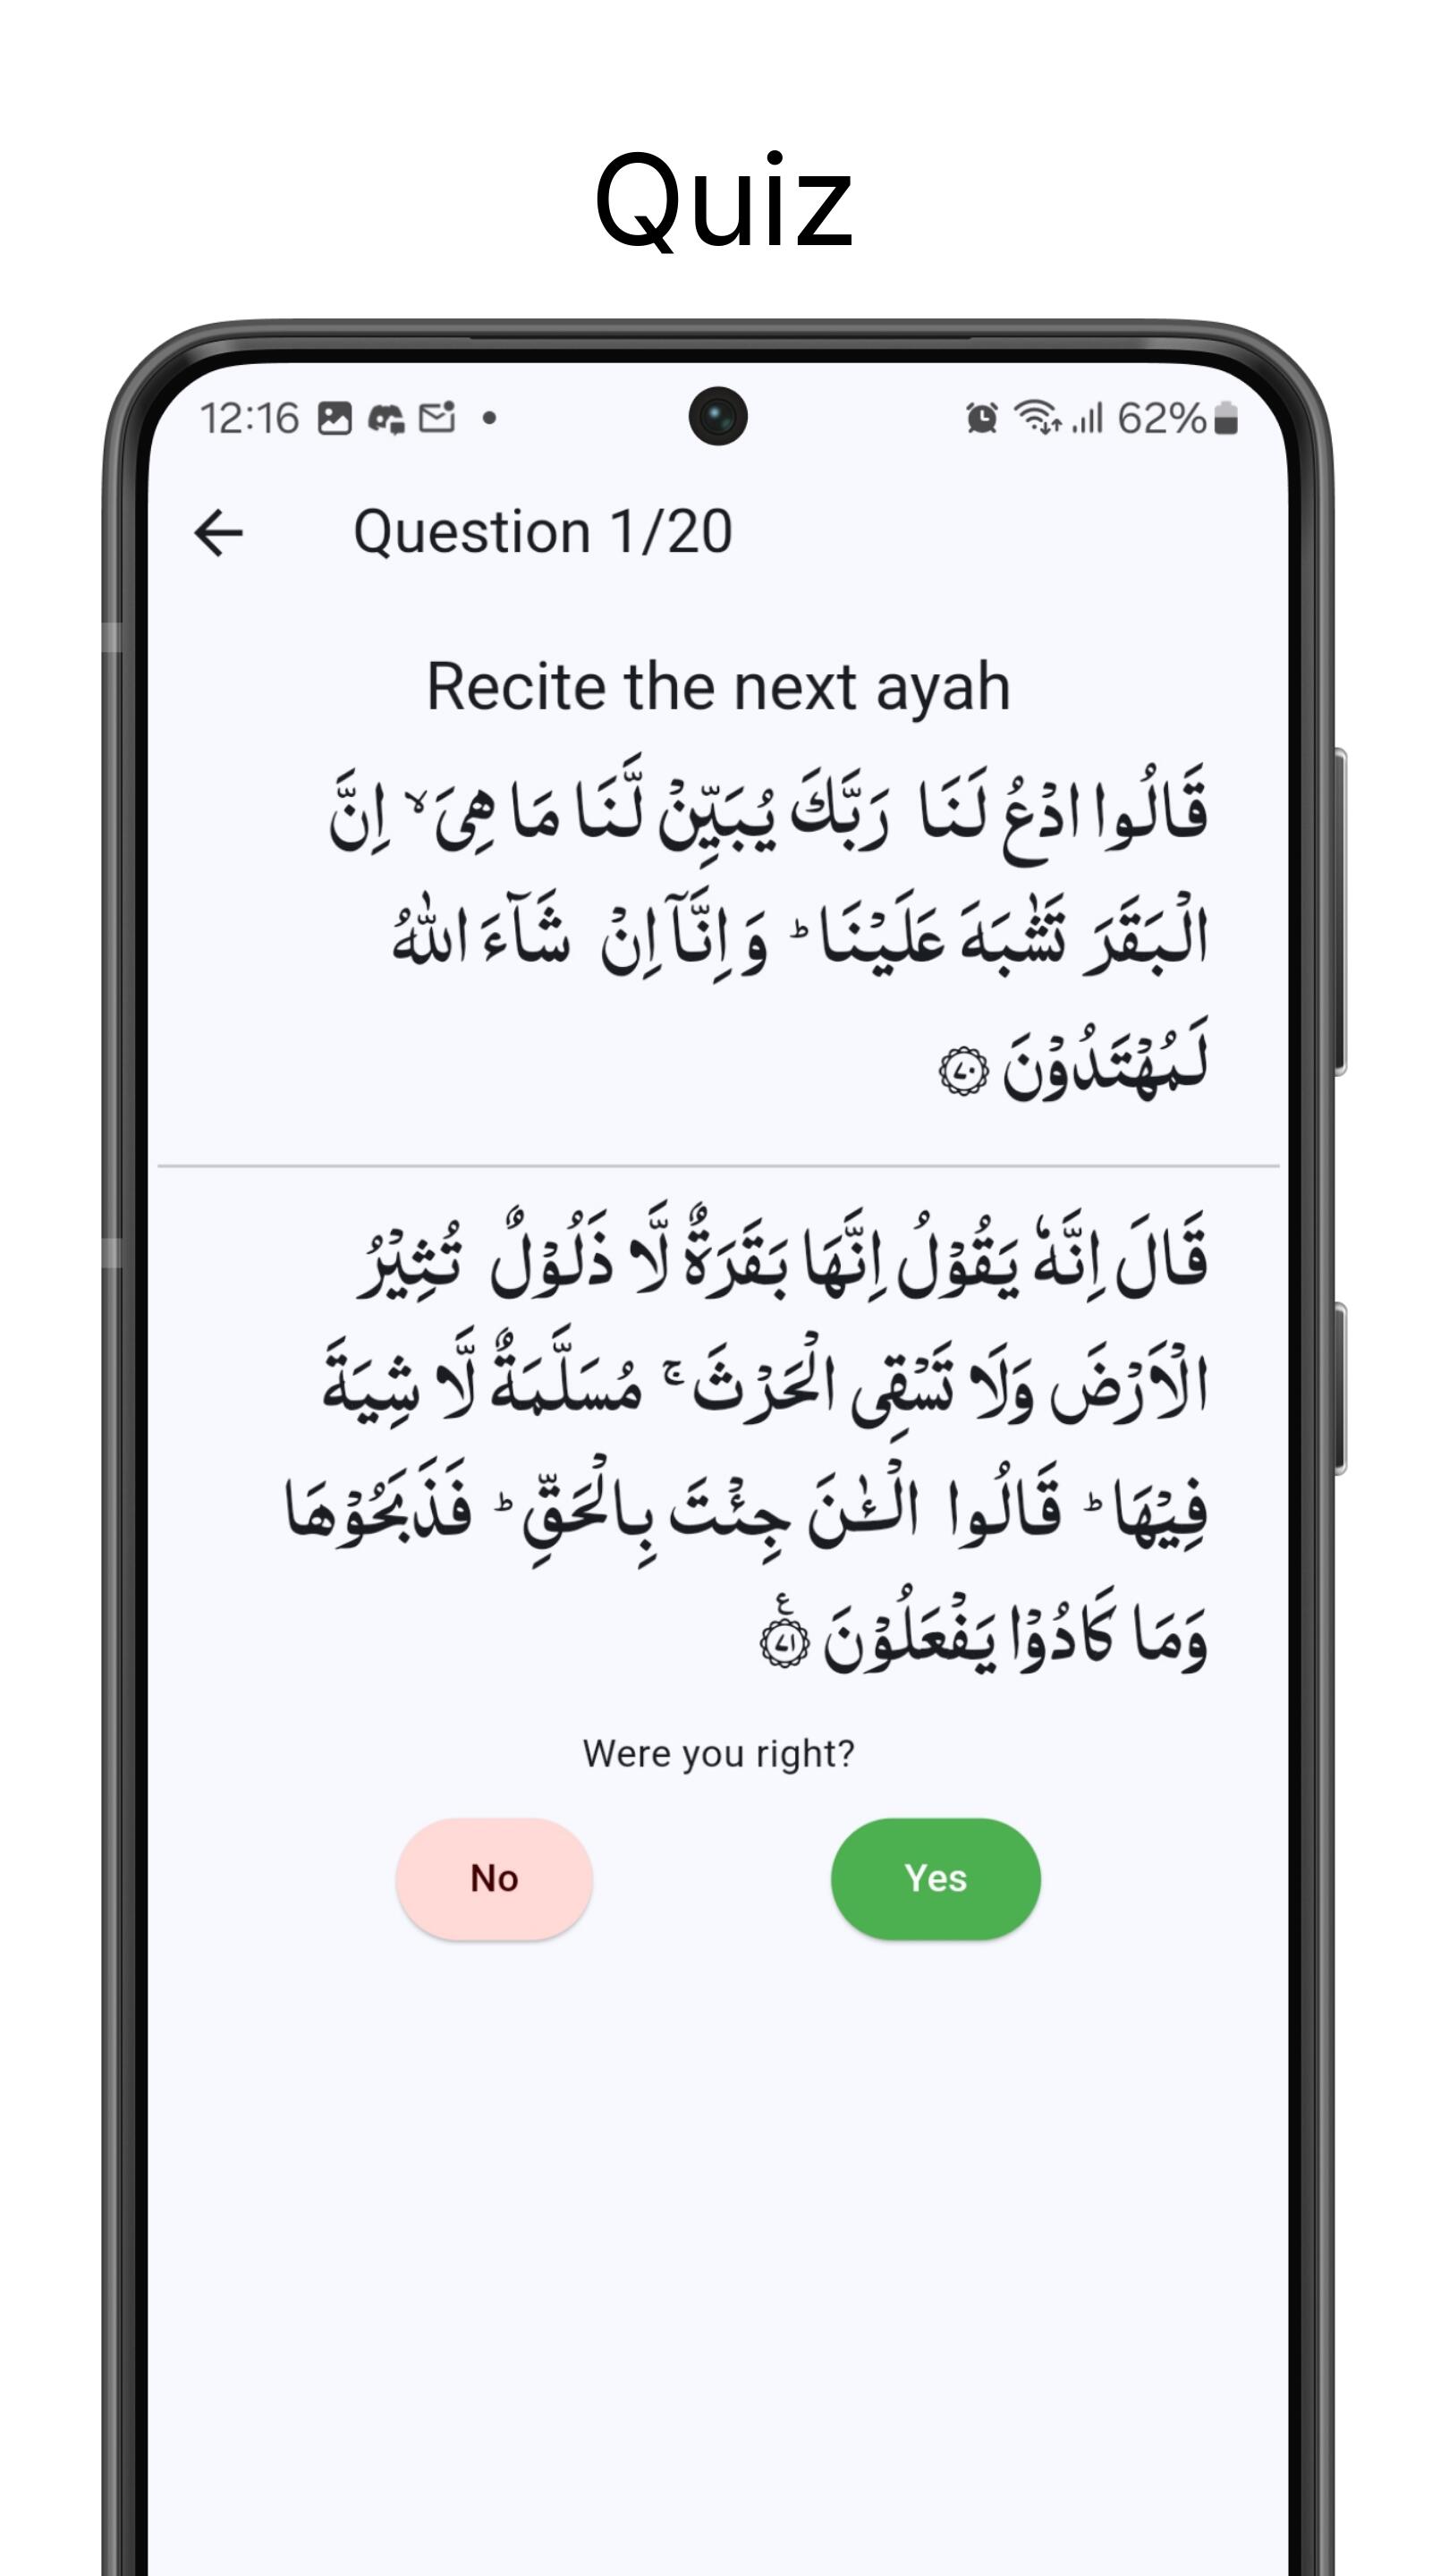 Quiz
12:16
62%
Question 1/20
Recite the next ayah
قَالُوا ادْعُ لَنَا رَبَّكَ يُبَيِّنْ لَّنَا مَا هِىَ ۙ اِنَّ
الْبَقَرَ تَشٰبَهَ عَلَيْنَا ؕ وَ اِنَّاۤ اِنْ شَآءَ اللّٰهُ
لَمُهْتَدُوْنَ ۷۰
قَالَ اِنَّهٗ يَقُوْلُ اِنَّهَا بَقَرَةٌ لَّا ذَلُوْلٌ تُثِيْرُ
الْاَرْضَ وَلَا تَسْقِى الْحَرْثَ ۚ مُسَلَّمَةٌ لَّا شِيَةَ
فِيْهَا ؕ قَالُوا الْــٴٰنَ جِئْتَ بِالْحَقِّ ؕ فَذَبَحُوْهَا
وَمَا كَادُوْا يَفْعَلُوْنَ ۷۱ ع
Were you right?
No
Yes